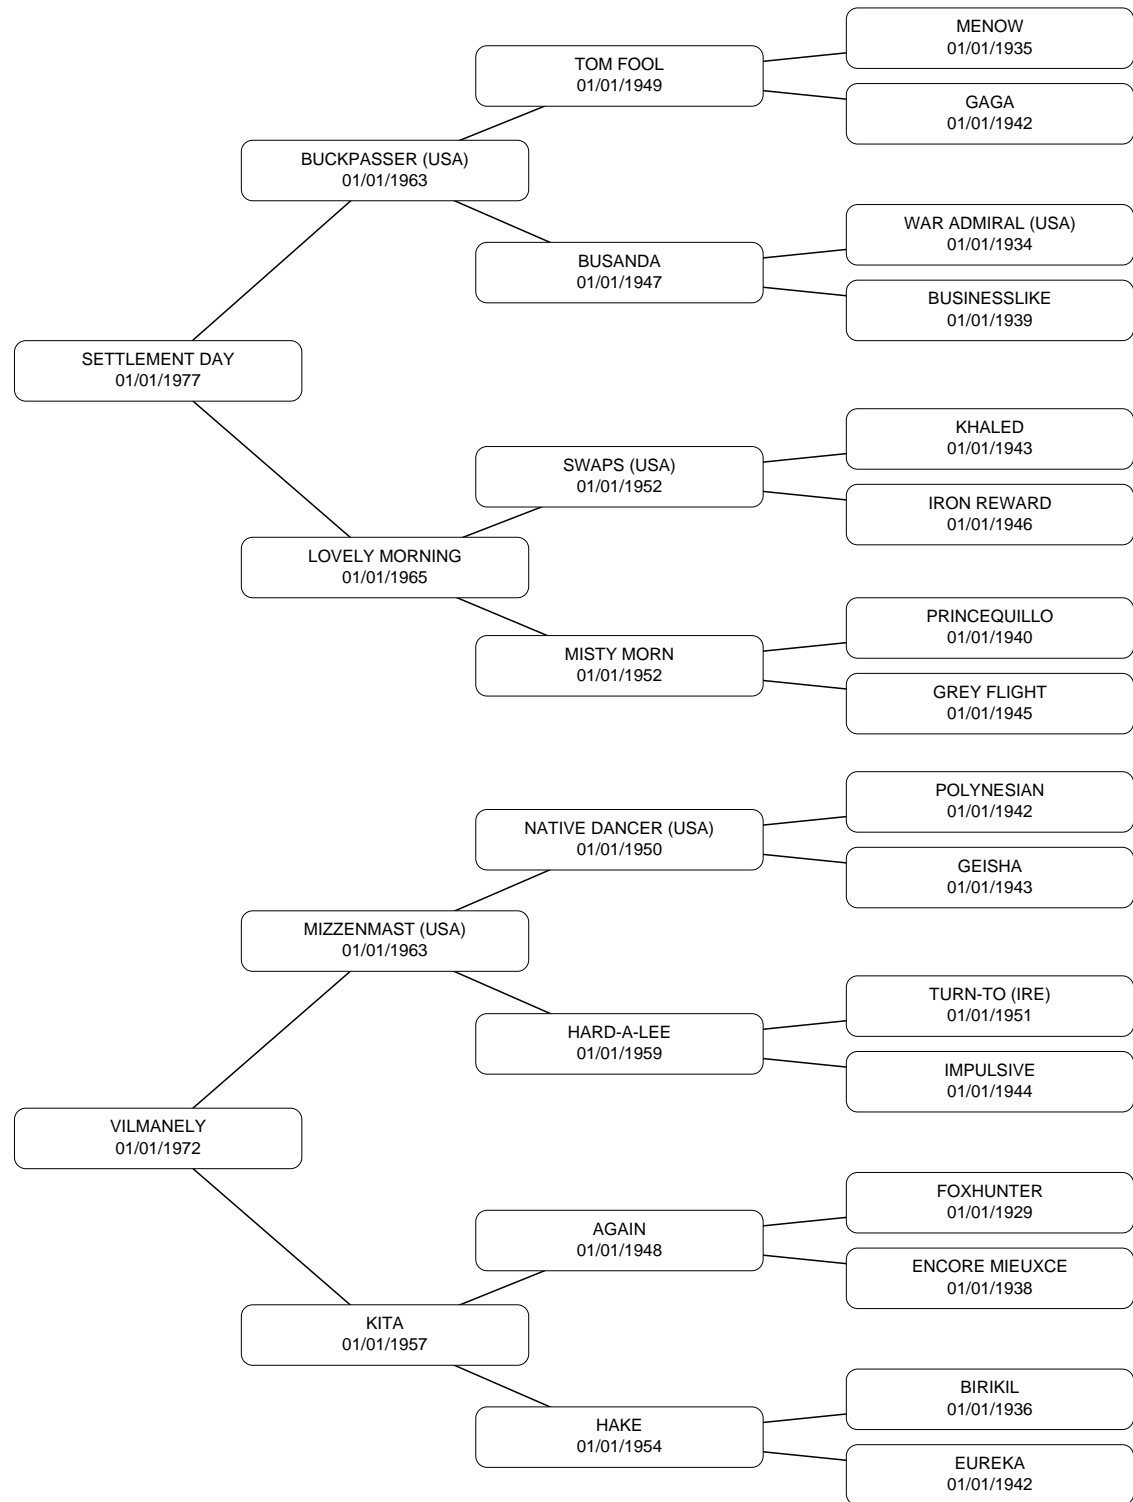 MENOW
01/01/1935
TOM FOOL
01/01/1949
GAGA
01/01/1942
BUCKPASSER (USA)
01/01/1963
WAR ADMIRAL (USA)
01/01/1934
BUSANDA
01/01/1947
BUSINESSLIKE
01/01/1939
SETTLEMENT DAY
01/01/1977
KHALED
01/01/1943
SWAPS (USA)
01/01/1952
IRON REWARD
01/01/1946
LOVELY MORNING
01/01/1965
PRINCEQUILLO
01/01/1940
MISTY MORN
01/01/1952
GREY FLIGHT
01/01/1945
POLYNESIAN
01/01/1942
NATIVE DANCER (USA)
01/01/1950
GEISHA
01/01/1943
MIZZENMAST (USA)
01/01/1963
TURN-TO (IRE)
01/01/1951
HARD-A-LEE
01/01/1959
IMPULSIVE
01/01/1944
VILMANELY
01/01/1972
FOXHUNTER
01/01/1929
AGAIN
01/01/1948
ENCORE MIEUXCE
01/01/1938
KITA
01/01/1957
BIRIKIL
01/01/1936
HAKE
01/01/1954
EUREKA
01/01/1942